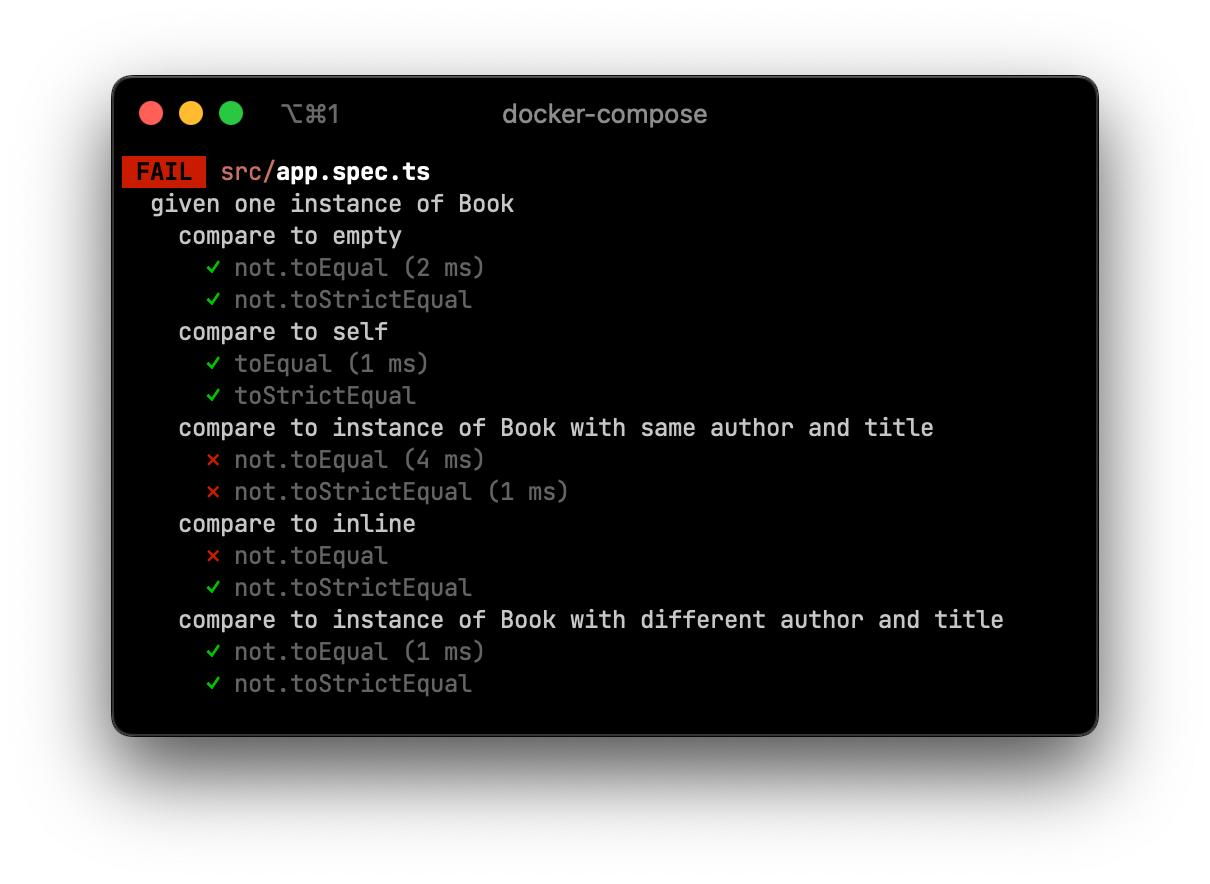 ⌥⌘1 docker-compose
FAIL src/app.spec.ts
given one instance of Book
compare to empty
✓ not.toEqual (2 ms)
✓ not.toStrictEqual
compare to self
✓ toEqual (1 ms)
✓ toStrictEqual
compare to instance of Book with same author and title
✕ not.toEqual (4 ms)
✕ not.toStrictEqual (1 ms)
compare to inline
✕ not.toEqual
✓ not.toStrictEqual
compare to instance of Book with different author and title
✓ not.toEqual (1 ms)
✓ not.toStrictEqual